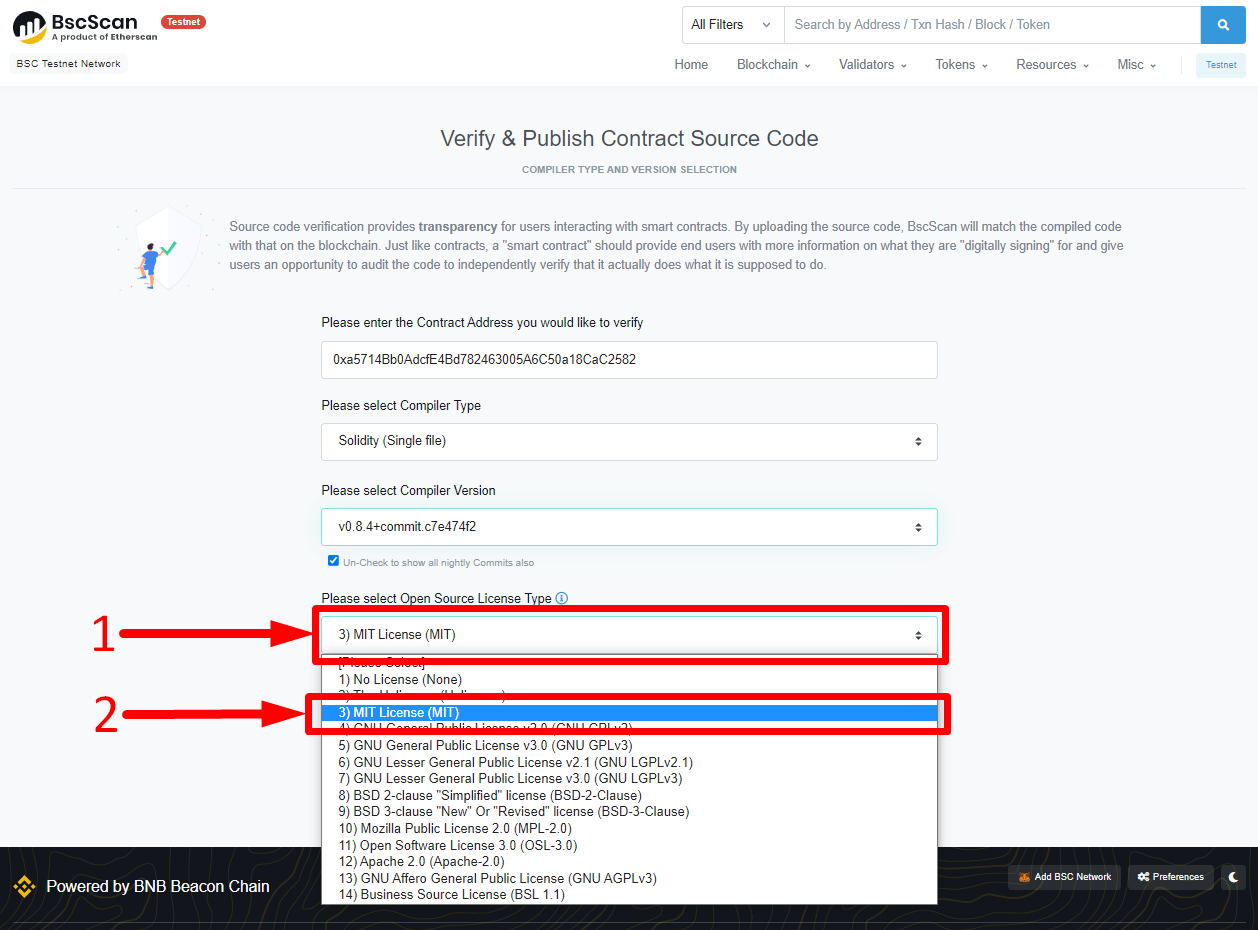 BscScan Testnet
A product of Etherscan
All Filters Search by Address / Txn Hash / Block / Token
BSC Testnet Network
Home Blockchain Validators Tokens Resources Misc Testnet
Verify & Publish Contract Source Code
COMPILER TYPE AND VERSION SELECTION
Source code verification provides transparency for users interacting with smart contracts. By uploading the source code, BscScan will match the compiled code
with that on the blockchain. Just like contracts, a "smart contract" should provide end users with more information on what they are "digitally signing" for and give
users an opportunity to audit the code to independently verify that it actually does what it is supposed to do.
Please enter the Contract Address you would like to verify
0xa5714Bb0AdcfE4Bd782463005A6C50a18CaC2582
Please select Compiler Type
Solidity (Single file)
Please select Compiler Version
v0.8.4+commit.c7e474f2
Un-Check to show all nightly Commits also
Please select Open Source License Type
1
3) MIT License (MIT)
[Please Select]
1) No License (None)
2
3) MIT License (MIT)
4) GNU General Public License v2.0 (GNU GPLv2)
5) GNU General Public License v3.0 (GNU GPLv3)
6) GNU Lesser General Public License v2.1 (GNU LGPLv2.1)
7) GNU Lesser General Public License v3.0 (GNU LGPLv3)
8) BSD 2-clause "Simplified" license (BSD-2-Clause)
9) BSD 3-clause "New" Or "Revised" license (BSD-3-Clause)
10) Mozilla Public License 2.0 (MPL-2.0)
11) Open Software License 3.0 (OSL-3.0)
12) Apache 2.0 (Apache-2.0)
13) GNU Affero General Public License (GNU AGPLv3)
14) Business Source License (BSL 1.1)
Powered by BNB Beacon Chain
Add BSC Network Preferences